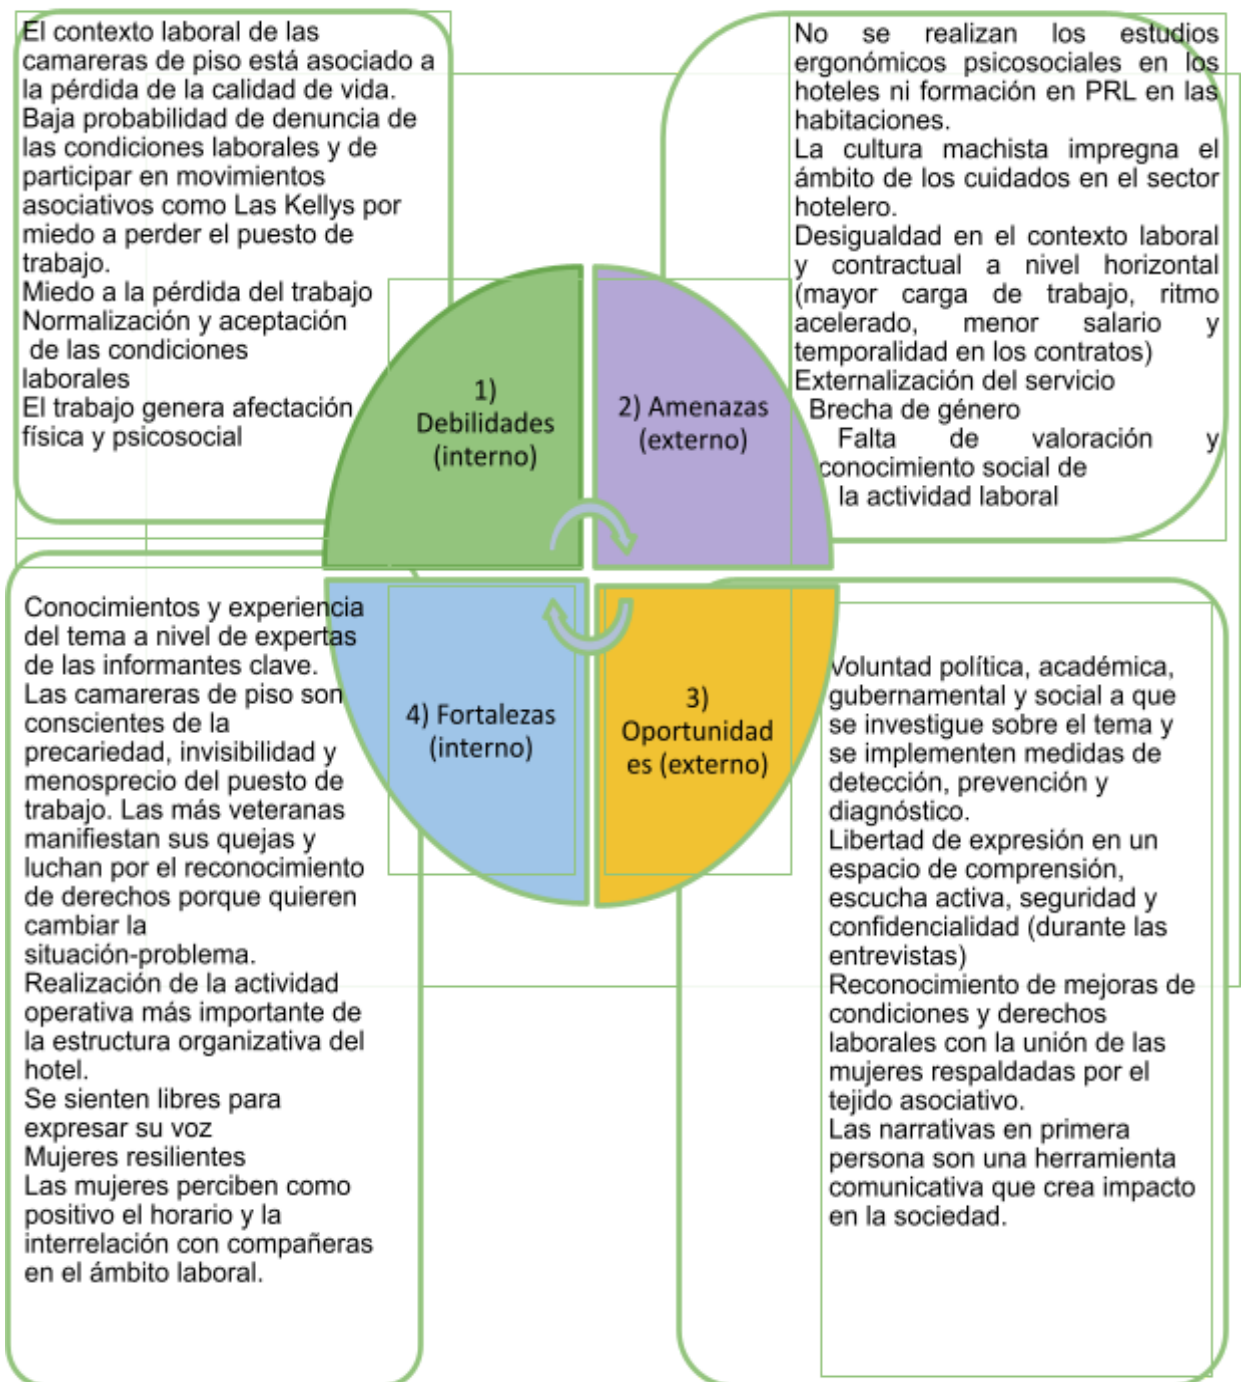 El contexto laboral de las
camareras de piso está asociado a
la pérdida de la calidad de vida.
Baja probabilidad de denuncia de
las condiciones laborales y de
participar en movimientos
asociativos como Las Kellys por
miedo a perder el puesto de
trabajo.
Miedo a la pérdida del trabajo
Normalización y aceptación
de las condiciones
laborales
El trabajo genera afectación
física y psicosocial
No se realizan los estudios
ergonómicos psicosociales en los
hoteles ni formación en PRL en las
habitaciones.
La cultura machista impregna el
ámbito de los cuidados en el sector
hotelero.
Desigualdad en el contexto laboral
y contractual a nivel horizontal
(mayor carga de trabajo, ritmo
acelerado, menor salario y
temporalidad en los contratos)
Externalización del servicio
Brecha de género
Falta de valoración y
conocimiento social de
la actividad laboral
1)
Debilidades
(interno)
2) Amenazas
(externo)
4) Fortalezas
(interno)
3)
Oportunidad
es (externo)
Conocimientos y experiencia
del tema a nivel de expertas
de las informantes clave.
Las camareras de piso son
conscientes de la
precariedad, invisibilidad y
menosprecio del puesto de
trabajo. Las más veteranas
manifiestan sus quejas y
luchan por el reconocimiento
de derechos porque quieren
cambiar la
situación-problema.
Realización de la actividad
operativa más importante de
la estructura organizativa del
hotel.
Se sienten libres para
expresar su voz
Mujeres resilientes
Las mujeres perciben como
positivo el horario y la
interrelación con compañeras
en el ámbito laboral.
Voluntad política, académica,
gubernamental y social a que
se investigue sobre el tema y
se implementen medidas de
detección, prevención y
diagnóstico.
Libertad de expresión en un
espacio de comprensión,
escucha activa, seguridad y
confidencialidad (durante las
entrevistas)
Reconocimiento de mejoras de
condiciones y derechos
laborales con la unión de las
mujeres respaldadas por el
tejido asociativo.
Las narrativas en primera
persona son una herramienta
comunicativa que crea impacto
en la sociedad.